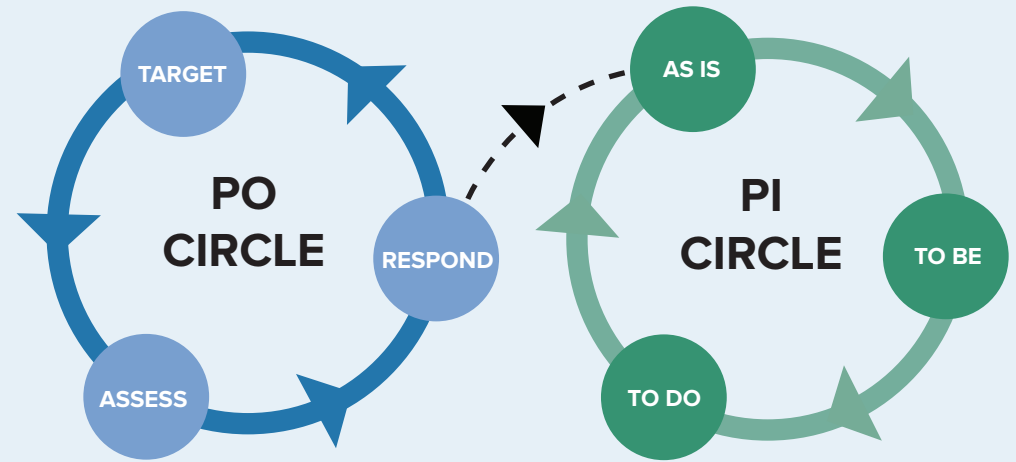 TARGET
PO
CIRCLE
RESPOND
ASSESS
AS IS
PI
CIRCLE
TO BE
TO DO